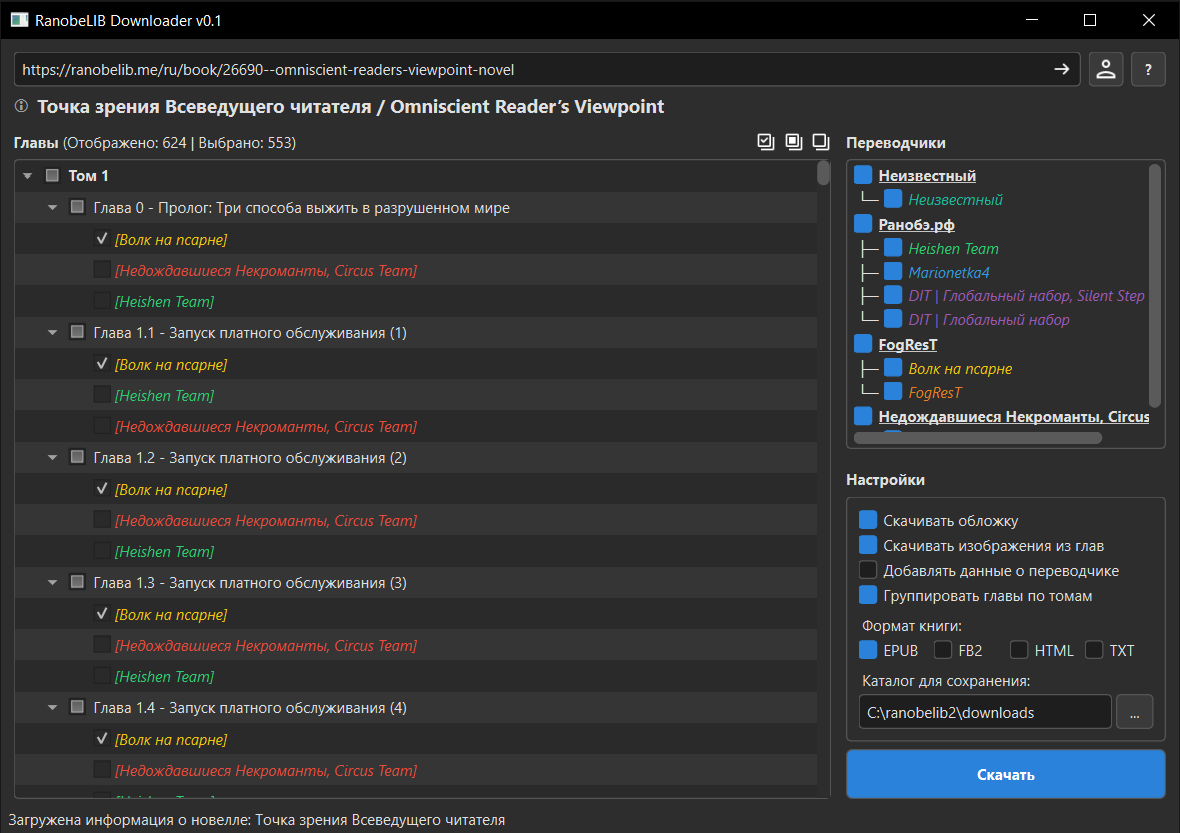 RanobeLIB Downloader v0.1
https://ranobelib.me/ru/book/26690--omniscient-readers-viewpoint-novel
?
Точка зрения Всеведущего читателя / Omniscient Reader’s Viewpoint
Главы (Отображено: 624 | Выбрано: 553)
Том 1
Глава 0 - Пролог: Три способа выжить в разрушенном мире
[Волк на псарне]
[Недождавшиеся Некроманты, Circus Team]
[Heishen Team]
Глава 1.1 - Запуск платного обслуживания (1)
[Волк на псарне]
[Heishen Team]
[Недождавшиеся Некроманты, Circus Team]
Глава 1.2 - Запуск платного обслуживания (2)
[Волк на псарне]
[Недождавшиеся Некроманты, Circus Team]
[Heishen Team]
Глава 1.3 - Запуск платного обслуживания (3)
[Волк на псарне]
[Недождавшиеся Некроманты, Circus Team]
[Heishen Team]
Глава 1.4 - Запуск платного обслуживания (4)
[Волк на псарне]
[Недождавшиеся Некроманты, Circus Team]
Переводчики
Неизвестный
Неизвестный
Ранобэ.рф
Heishen Team
Marionetka4
DIT | Глобальный набор, Silent Step
DIT | Глобальный набор
FogResT
Волк на псарне
FogResT
Недождавшиеся Некроманты, Circus
Настройки
Скачивать обложку
Скачивать изображения из глав
Добавлять данные о переводчике
Группировать главы по томам
Формат книги:
EPUB FB2 HTML TXT
Каталог для сохранения:
C:\ranobelib2\downloads
...
Скачать
Загружена информация о новелле: Точка зрения Всеведущего читателя